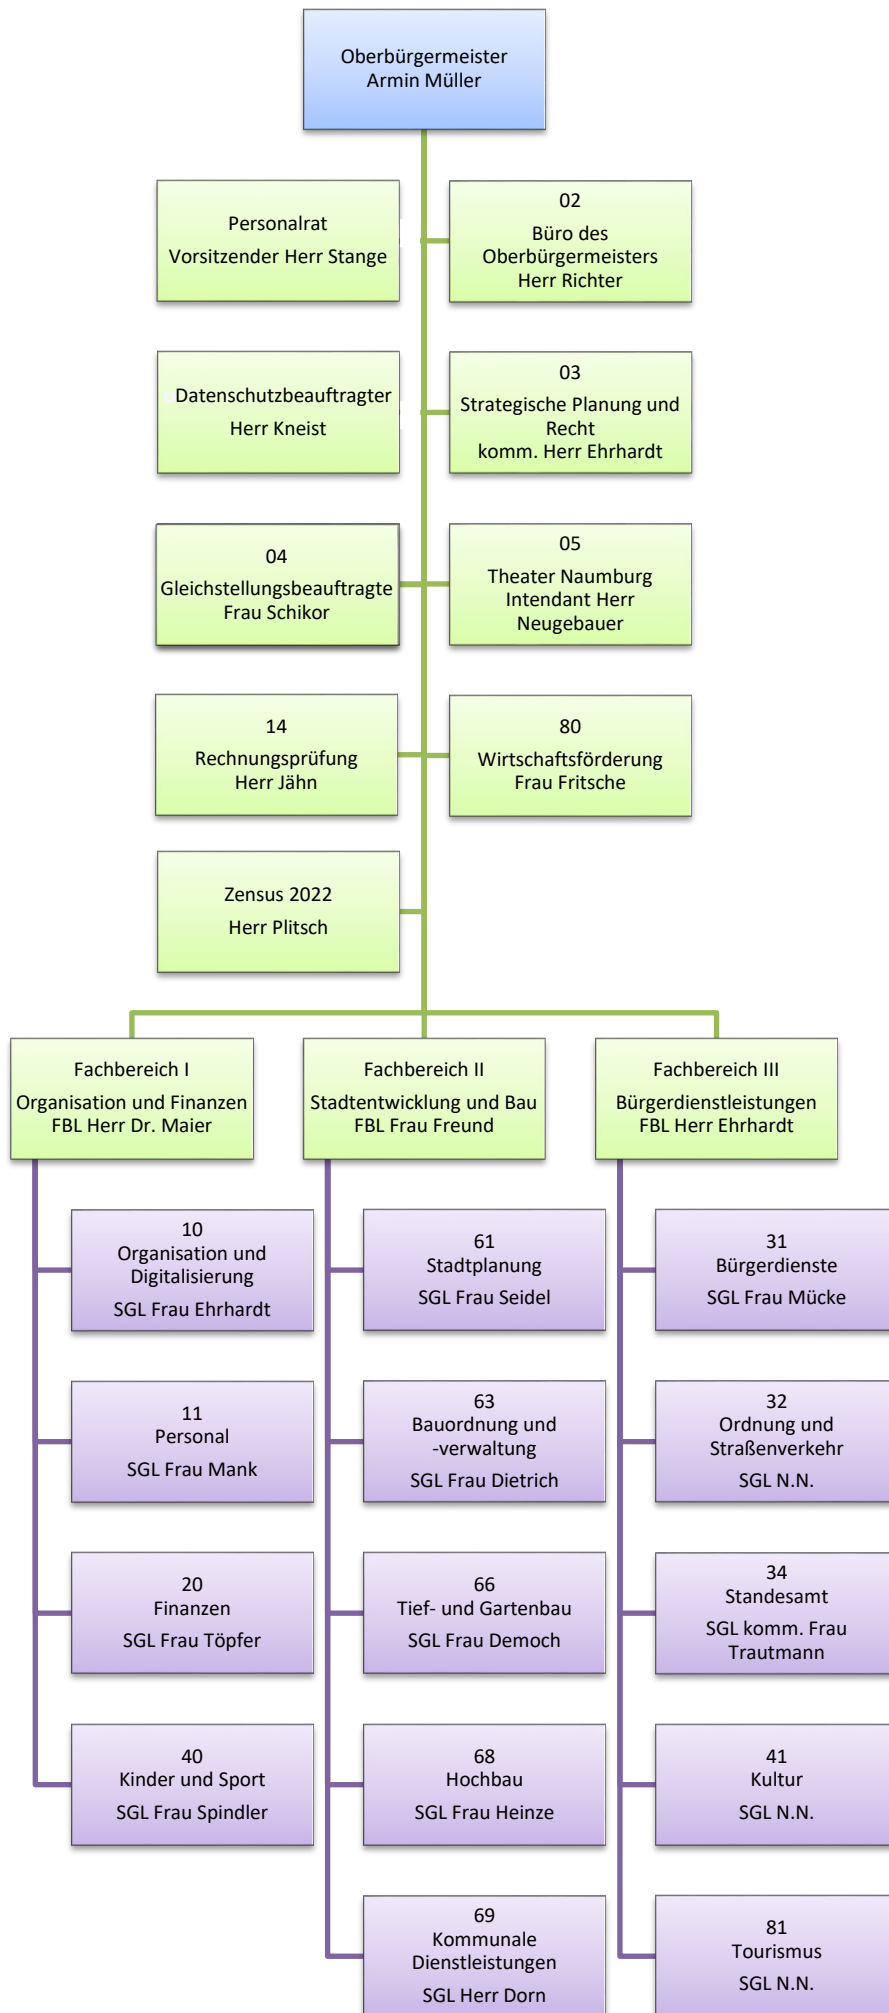 Oberbürgermeister
Armin Müller
Personalrat
Vorsitzender Herr Stange
02
Büro des
Oberbürgermeisters
Herr Richter
Datenschutzbeauftragter
Herr Kneist
03
Strategische Planung und
Recht
komm. Herr Ehrhardt
04
Gleichstellungsbeauftragte
Frau Schikor
05
Theater Naumburg
Intendant Herr
Neugebauer
14
Rechnungsprüfung
Herr Jähn
80
Wirtschaftsförderung
Frau Fritsche
Zensus 2022
Herr Plitsch
Fachbereich I
Organisation und Finanzen
FBL Herr Dr. Maier
Fachbereich II
Stadtentwicklung und Bau
FBL Frau Freund
Fachbereich III
Bürgerdienstleistungen
FBL Herr Ehrhardt
10
Organisation und
Digitalisierung
SGL Frau Ehrhardt
61
Stadtplanung
SGL Frau Seidel
31
Bürgerdienste
SGL Frau Mücke
11
Personal
SGL Frau Mank
63
Bauordnung und
-verwaltung
SGL Frau Dietrich
32
Ordnung und
Straßenverkehr
SGL N.N.
20
Finanzen
SGL Frau Töpfer
66
Tief- und Gartenbau
SGL Frau Democh
34
Standesamt
SGL komm. Frau
Trautmann
40
Kinder und Sport
SGL Frau Spindler
68
Hochbau
SGL Frau Heinze
41
Kultur
SGL N.N.
69
Kommunale
Dienstleistungen
SGL Herr Dorn
81
Tourismus
SGL N.N.